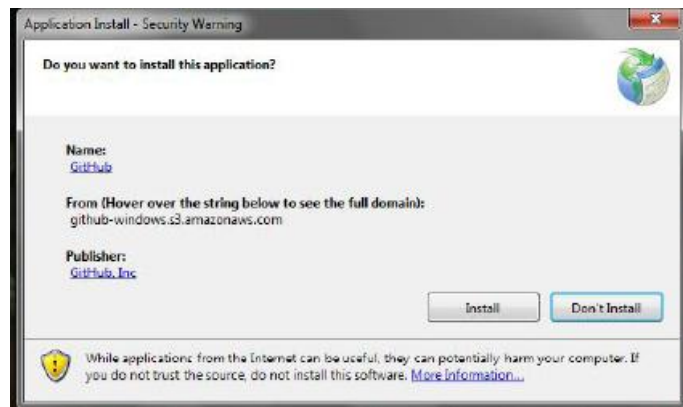 Application Install - Security Warning
Do you want to install this application?
Name:
GitHub
From (Hover over the string below to see the full domain):
github-windows.s3.amazonaws.com
Publisher:
GitHub, Inc
Install
Don't Install
While applications from the Internet can be useful, they can potentially harm your computer. If
you do not trust the source, do not install this software. More Information...